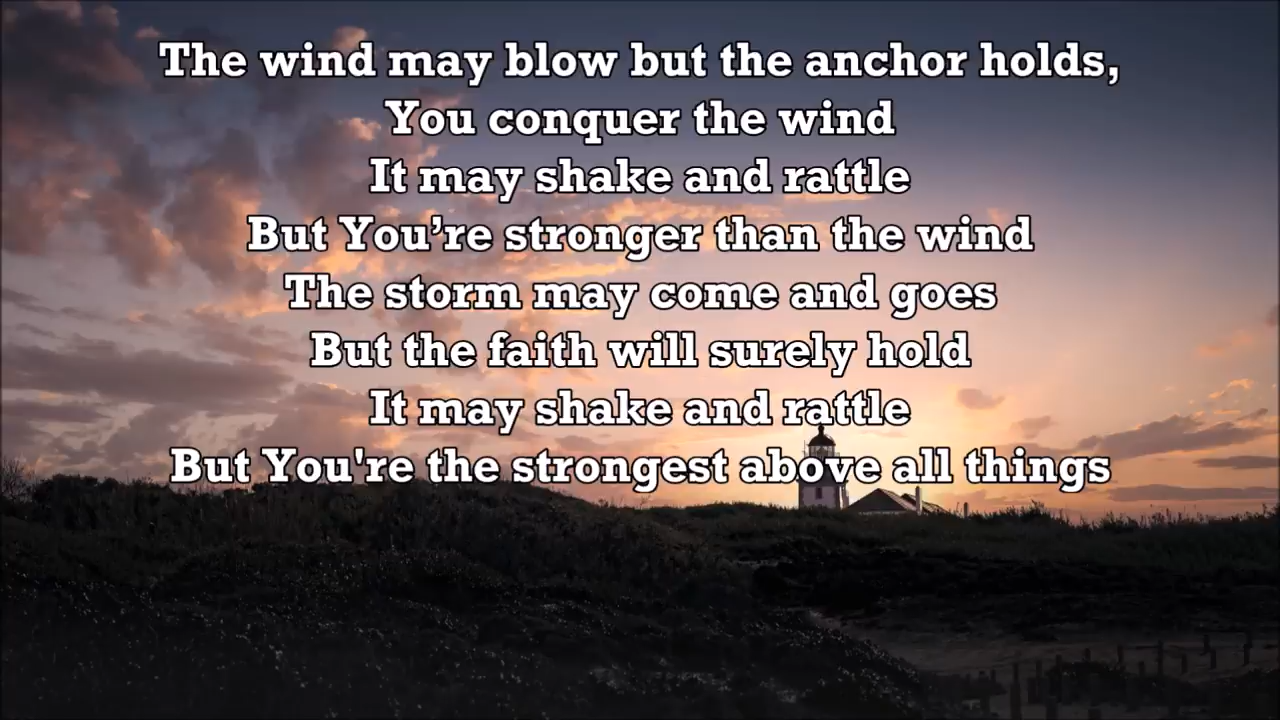 The wind may blow but the anchor holds,
You conquer the wind
It may shake and rattle
But You’re stronger than the wind
The storm may come and goes
But the faith will surely hold
It may shake and rattle
But You're the strongest above all things